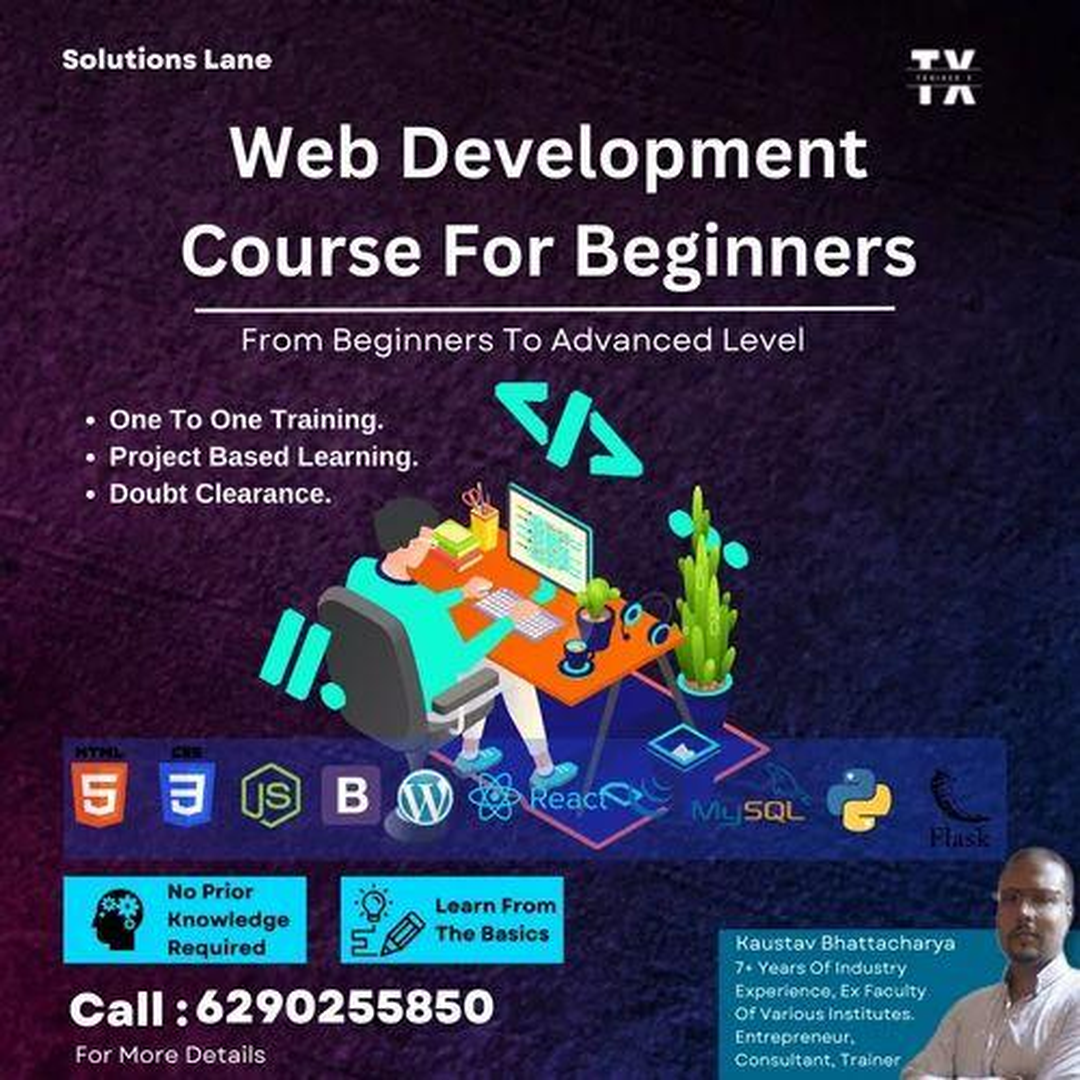 Solutions Lane
TX
Web Development
Course For Beginners
From Beginners To Advanced Level
• One To One Training.
• Project Based Learning.
• Doubt Clearance.
HTML
5
CSS
3
JS
B
W
React
MySQL
Flask
No Prior
Knowledge
Required
Learn From
The Basics
Call : 6290255850
For More Details
Kaustav Bhattacharya
7+ Years Of Industry
Experience, Ex Faculty
Of Various Institutes.
Entrepreneur,
Consultant, Trainer